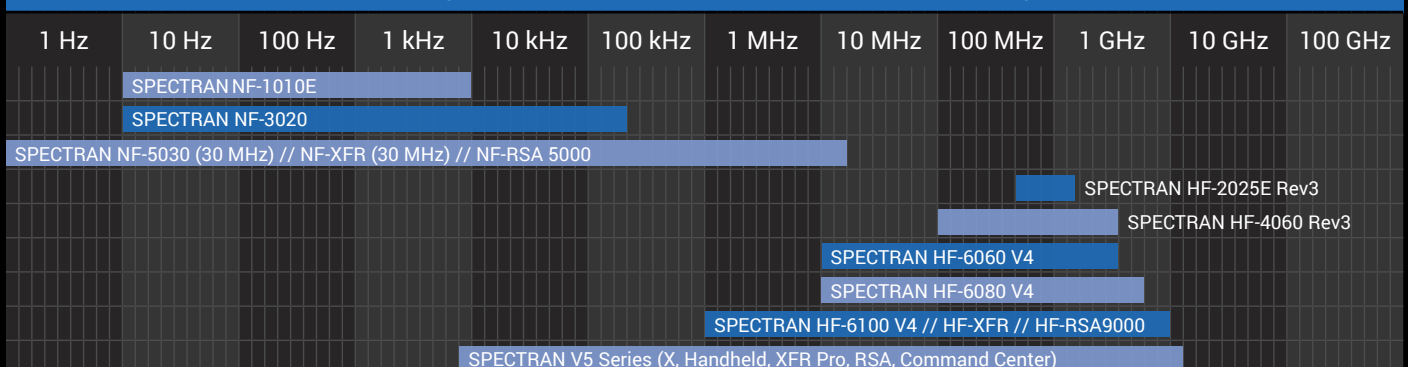 1 Hz 10 Hz 100 Hz 1 kHz 10 kHz 100 kHz 1 MHz 10 MHz 100 MHz 1 GHz 10 GHz 100 GHz
SPECTRAN NF-1010E
SPECTRAN NF-3020
SPECTRAN NF-5030 (30 MHz) // NF-XFR (30 MHz) // NF-RSA 5000
SPECTRAN HF-2025E Rev3
SPECTRAN HF-4060 Rev3
SPECTRAN HF-6060 V4
SPECTRAN HF-6080 V4
SPECTRAN HF-6100 V4 // HF-XFR // HF-RSA9000
SPECTRAN V5 Series (X, Handheld, XFR Pro, RSA, Command Center)